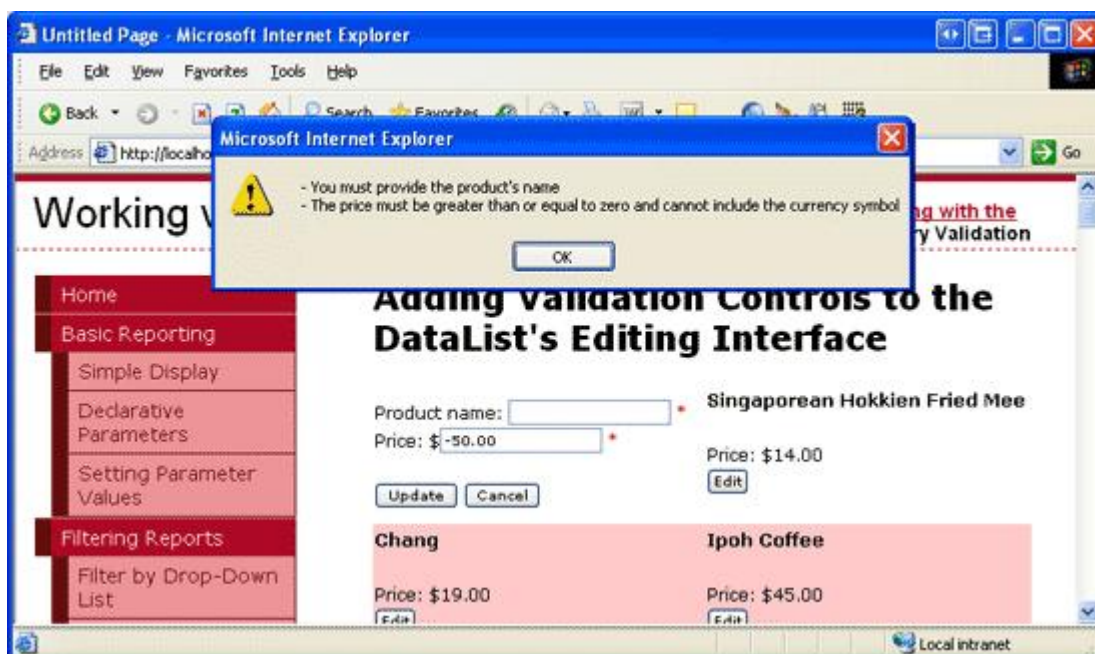 Untitled Page - Microsoft Internet Explorer
File Edit View Favorites Tools Help
Back Search Favorites
Address http://localho Go
Microsoft Internet Explorer
- You must provide the product's name
- The price must be greater than or equal to zero and cannot include the currency symbol
OK
Working
ng with the
ry Validation
Home
Basic Reporting
Simple Display
Declarative
Parameters
Setting Parameter
Values
Filtering Reports
Filter by Drop-Down
List
Adding Validation Controls to the
DataList's Editing Interface
Product name: *
Price: $ -50.00 *
Update Cancel
Singaporean Hokkien Fried Mee
Price: $14.00
Edit
Chang
Price: $19.00
Edit
Ipoh Coffee
Price: $45.00
Edit
Local intranet